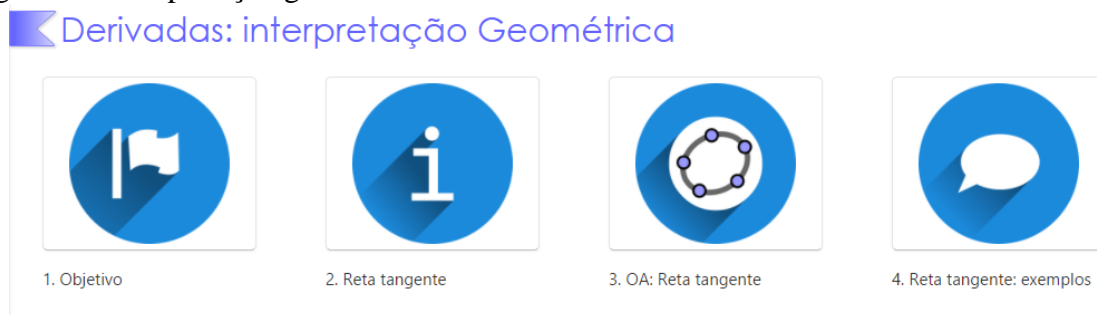 Derivadas: interpretação Geométrica
1. Objetivo
2. Reta tangente
3. OA: Reta tangente
4. Reta tangente: exemplos